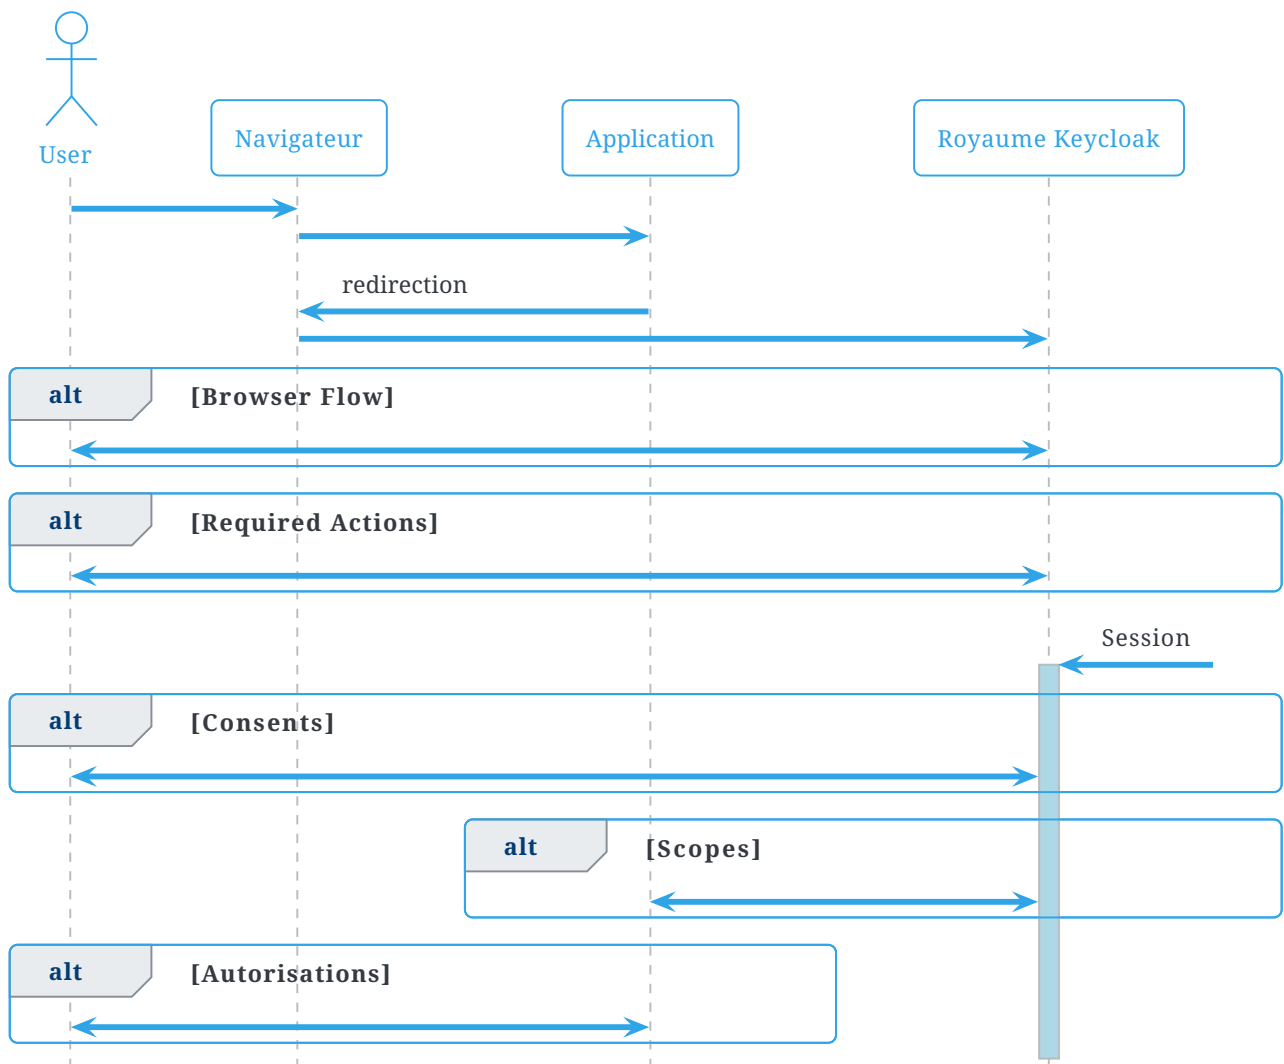 User
Navigateur
Application
Royaume Keycloak
redirection
alt [Browser Flow]
alt [Required Actions]
Session
alt [Consents]
alt [Scopes]
alt [Autorisations]